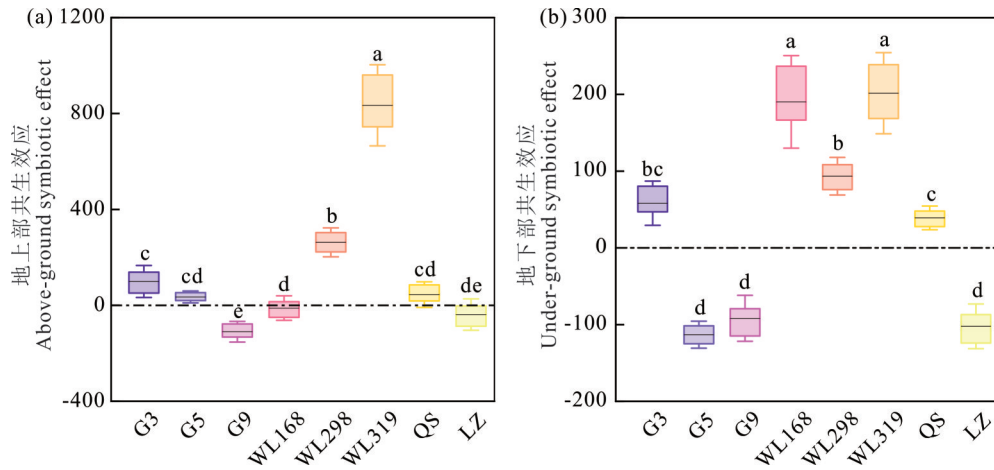 (a)
地上部共生效应
Above-ground symbiotic effect
1200
800
400
0
-400
c
cd
e
d
b
a
cd
de
G3
G5
G9
WL168
WL298
WL319
QS
LZ
(b)
地下部共生效应
Under-ground symbiotic effect
300
200
100
0
-100
-200
bc
d
d
a
b
a
c
d
G3
G5
G9
WL168
WL298
WL319
QS
LZ